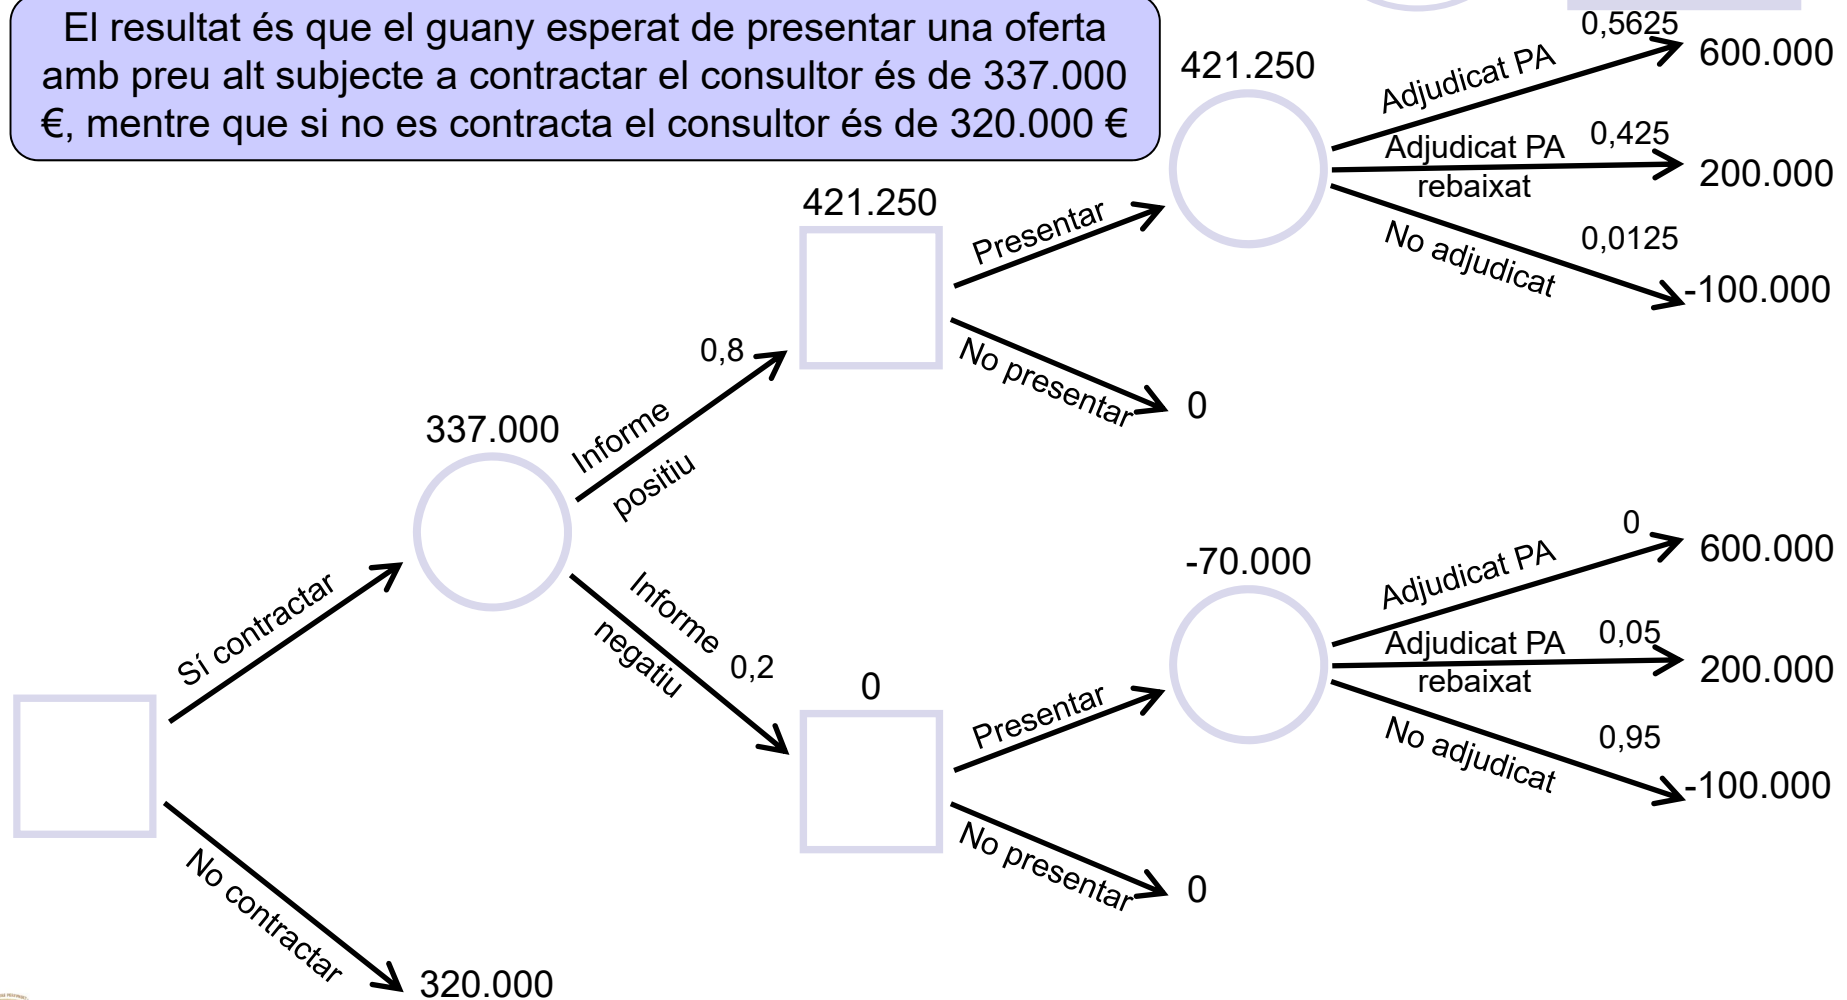 El resultat és que el guany esperat de presentar una oferta
amb preu alt subjecte a contractar el consultor és de 337.000
€, mentre que si no es contracta el consultor és de 320.000 €
421.250
Adjudicat PA
0,5625
600.000
Adjudicat PA
rebaixat
0,425
200.000
No adjudicat
0,0125
-100.000
421.250
Presentar
No presentar
0
0,8
Informe
positiu
337.000
Informe
negatiu
0,2
0
Presentar
No presentar
0
-70.000
Adjudicat PA
0
600.000
Adjudicat PA
rebaixat
0,05
200.000
No adjudicat
0,95
-100.000
Sí contractar
No contractar
320.000